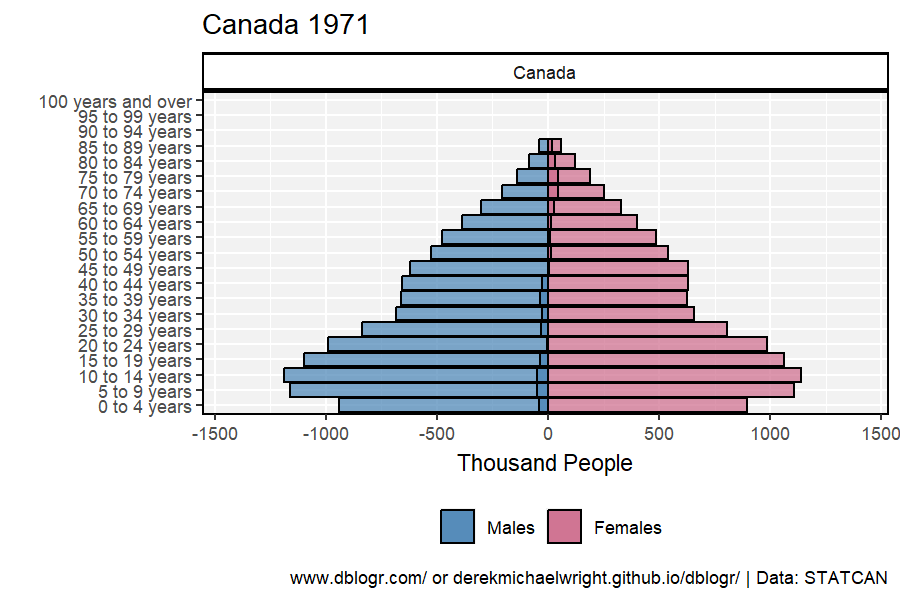 Canada 1971
Canada
100 years and over
95 to 99 years
90 to 94 years
85 to 89 years
80 to 84 years
75 to 79 years
70 to 74 years
65 to 69 years
60 to 64 years
55 to 59 years
50 to 54 years
45 to 49 years
40 to 44 years
35 to 39 years
30 to 34 years
25 to 29 years
20 to 24 years
15 to 19 years
10 to 14 years
5 to 9 years
0 to 4 years
-1500 -1000 -500 0 500 1000 1500
Thousand People
Males Females
www.dblogr.com/ or derekmichaelwright.github.io/dblogr/ | Data: STATCAN